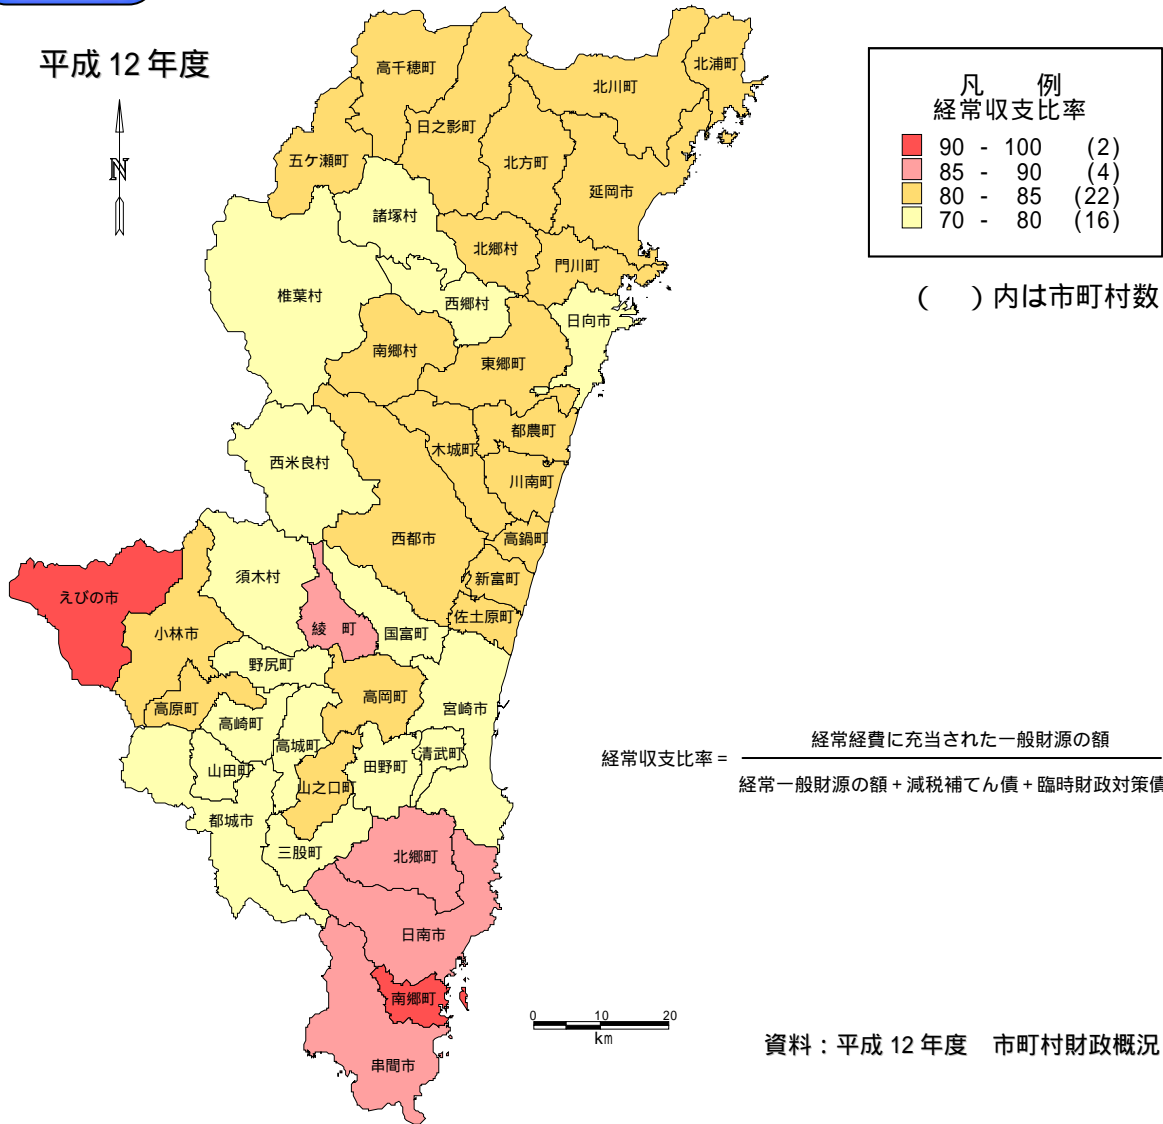 平成 12 年度
N
凡 例
経常収支比率
90 - 100 (2)
85 - 90 (4)
80 - 85 (22)
70 - 80 (16)
( ) 内は市町村数
高千穂町
北浦町
北川町
日之影町
五ケ瀬町
北方町
延岡市
諸塚村
北郷村
門川町
椎葉村
西郷村
日向市
南郷村
東郷町
都農町
木城町
西米良村
川南町
西都市
高鍋町
須木村
新富町
えびの市
佐土原町
小林市
綾 町
国富町
野尻町
高岡町
高原町
宮崎市
高崎町
高城町
清武町
山田町
田野町
山之口町
都城市
三股町
北郷町
日南市
南郷町
串間市
経常収支比率 = 経常経費に充当された一般財源の額
経常一般財源の額 + 減税補てん債 + 臨時財政対策債
0 10 20
km
資料 : 平成 12 年度 市町村財政概況